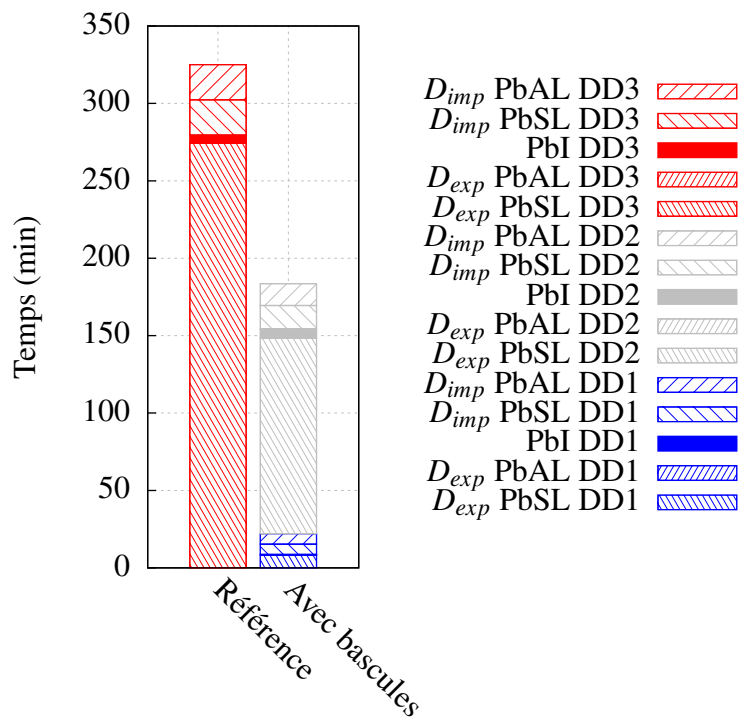 350
300
250
200
150
100
50
0
Temps (min)
Référence
Avec bascules
D_imp PbAL DD3
D_imp PbSL DD3
PbI DD3
D_exp PbAL DD3
D_exp PbSL DD3
D_imp PbAL DD2
D_imp PbSL DD2
PbI DD2
D_exp PbAL DD2
D_exp PbSL DD2
D_imp PbAL DD1
D_imp PbSL DD1
PbI DD1
D_exp PbAL DD1
D_exp PbSL DD1